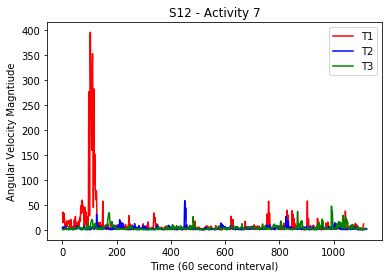 S12 - Activity 7
T1
T2
T3
400
350
300
250
200
150
100
50
0
Angular Velocity Magntiude
0 200 400 600 800 1000
Time (60 second interval)